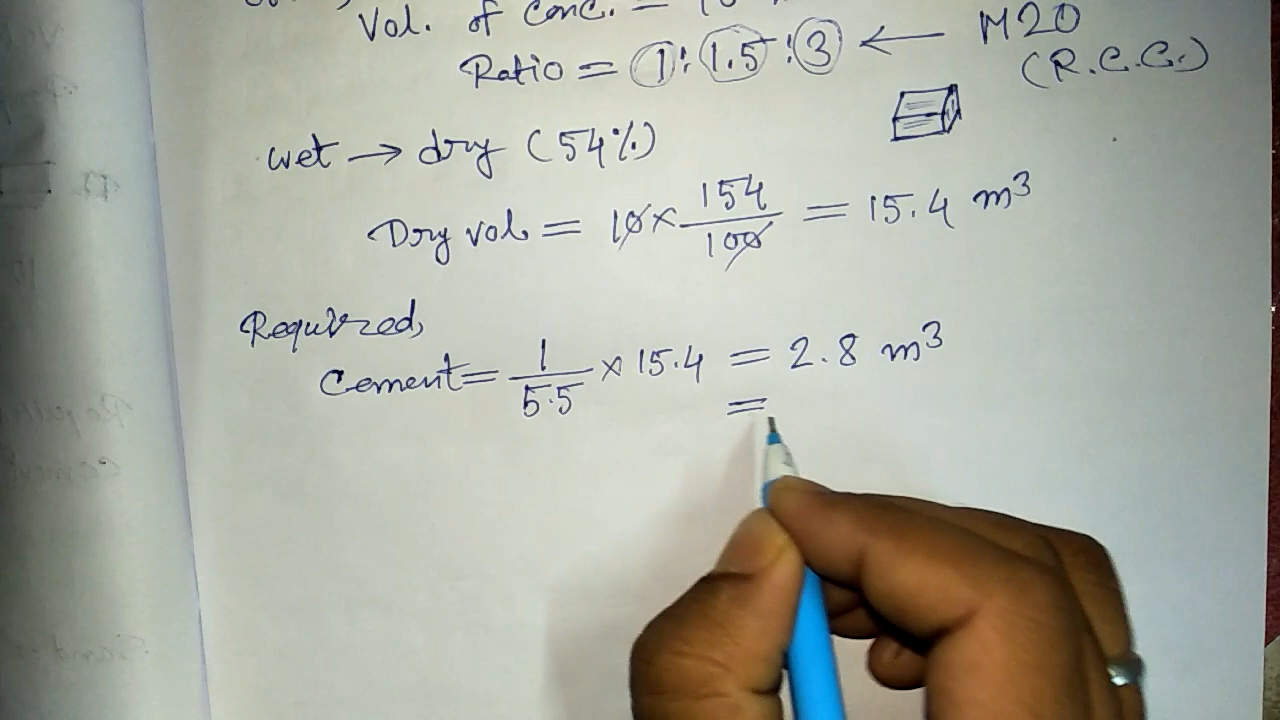 Vol. of Conc. = 10
Ratio = 1 : 1.5 : 3 ← M20
(R.C.C.)
wet → dry (54%)
Dry vol. = 10 × 154/100 = 15.4 m³
Required,
Cement = 1/5.5 × 15.4 = 2.8 m³
=